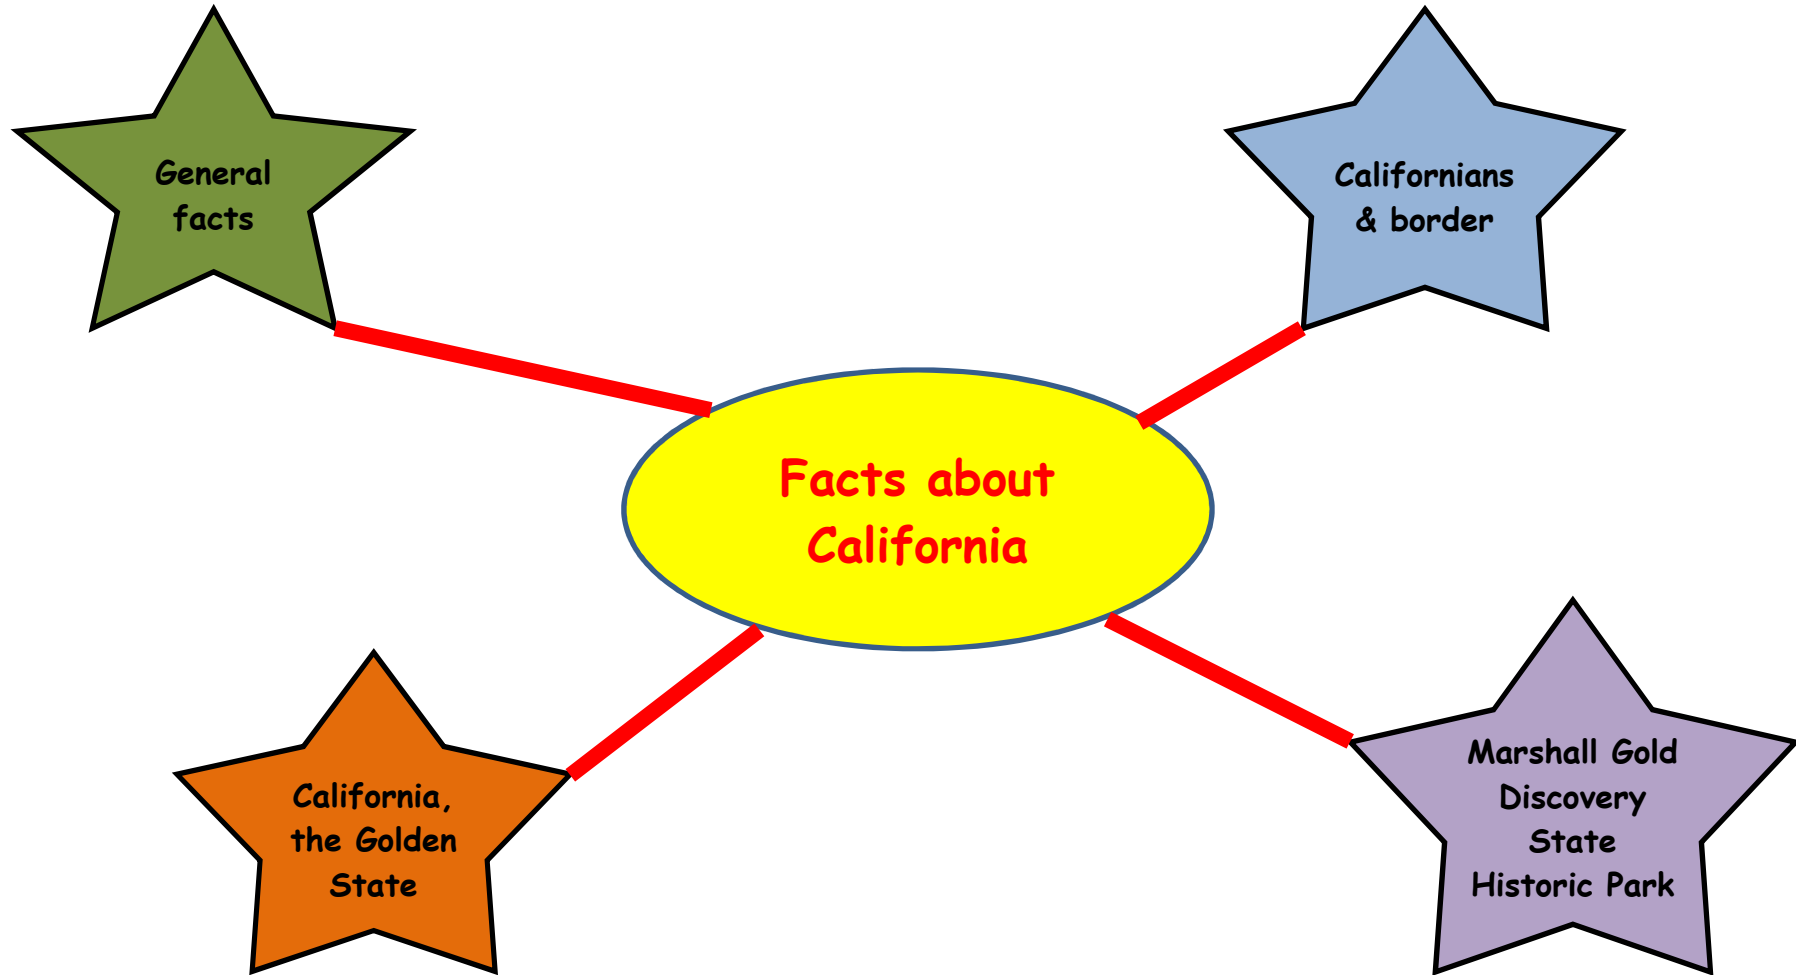 General
facts
Californians
& border
Facts about
California
California,
the Golden
State
Marshall Gold
Discovery
State
Historic Park